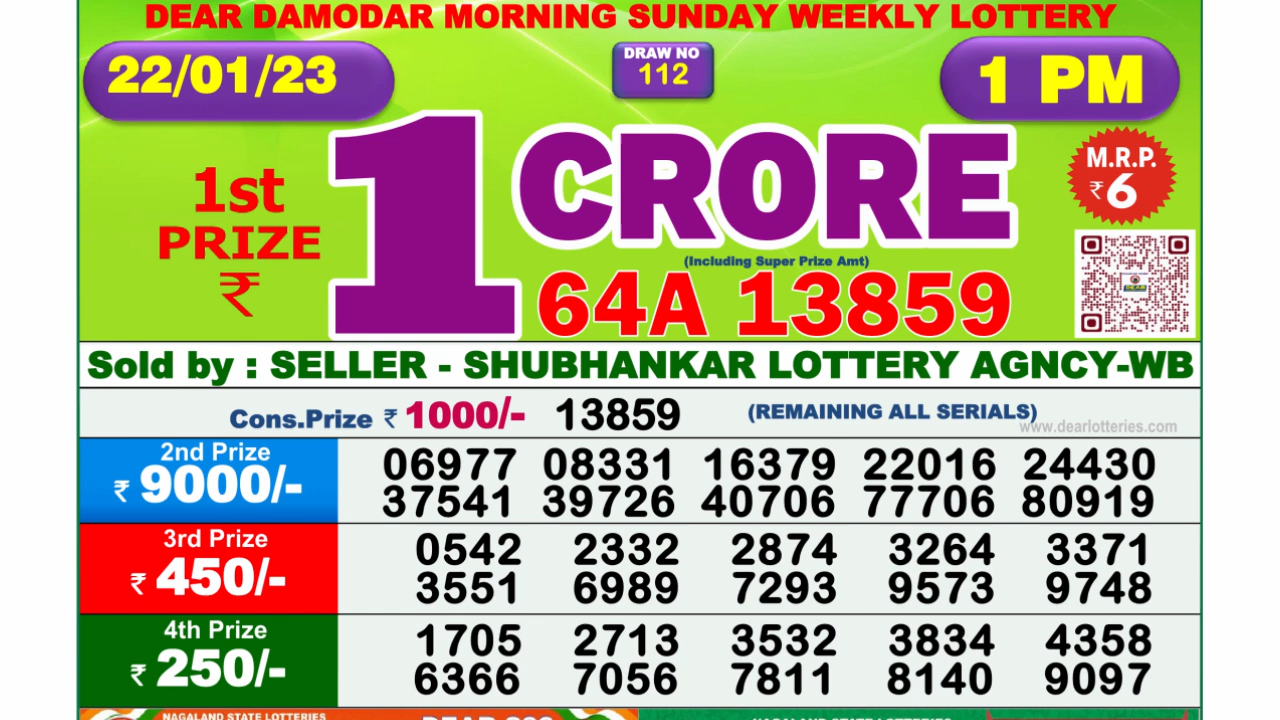 DEAR DAMODAR MORNING SUNDAY WEEKLY LOTTERY
22/01/23
DRAW NO
112
1 PM
1st
PRIZE
₹
1 CRORE
M.R.P.
₹ 6
(Including Super Prize Amt)
64A 13859
Sold by : SELLER - SHUBHANKAR LOTTERY AGNCY-WB
Cons.Prize ₹ 1000/- 13859 (REMAINING ALL SERIALS)
www.dearlotteries.com
2nd Prize
₹ 9000/-
06977 08331 16379 22016 24430
37541 39726 40706 77706 80919
3rd Prize
₹ 450/-
0542 2332 2874 3264 3371
3551 6989 7293 9573 9748
4th Prize
₹ 250/-
1705 2713 3532 3834 4358
6366 7056 7811 8140 9097
NAGALAND STATE LOTTERIES
NAGALAND STATE LOTTERIES